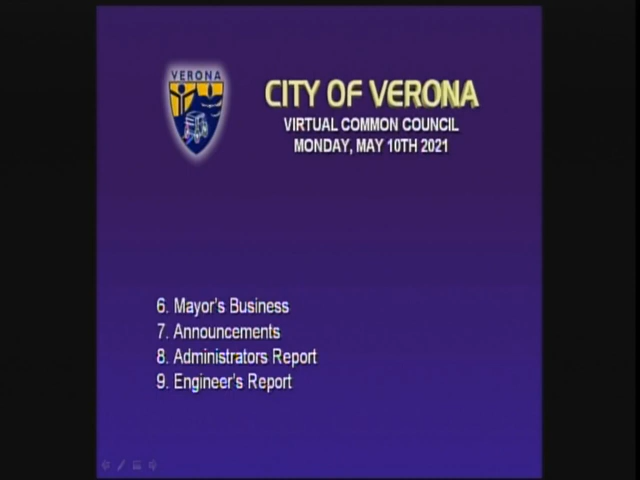 VERONA
CITY OF VERONA
VIRTUAL COMMON COUNCIL
MONDAY, MAY 10TH 2021
6. Mayor's Business
7. Announcements
8. Administrators Report
9. Engineer's Report